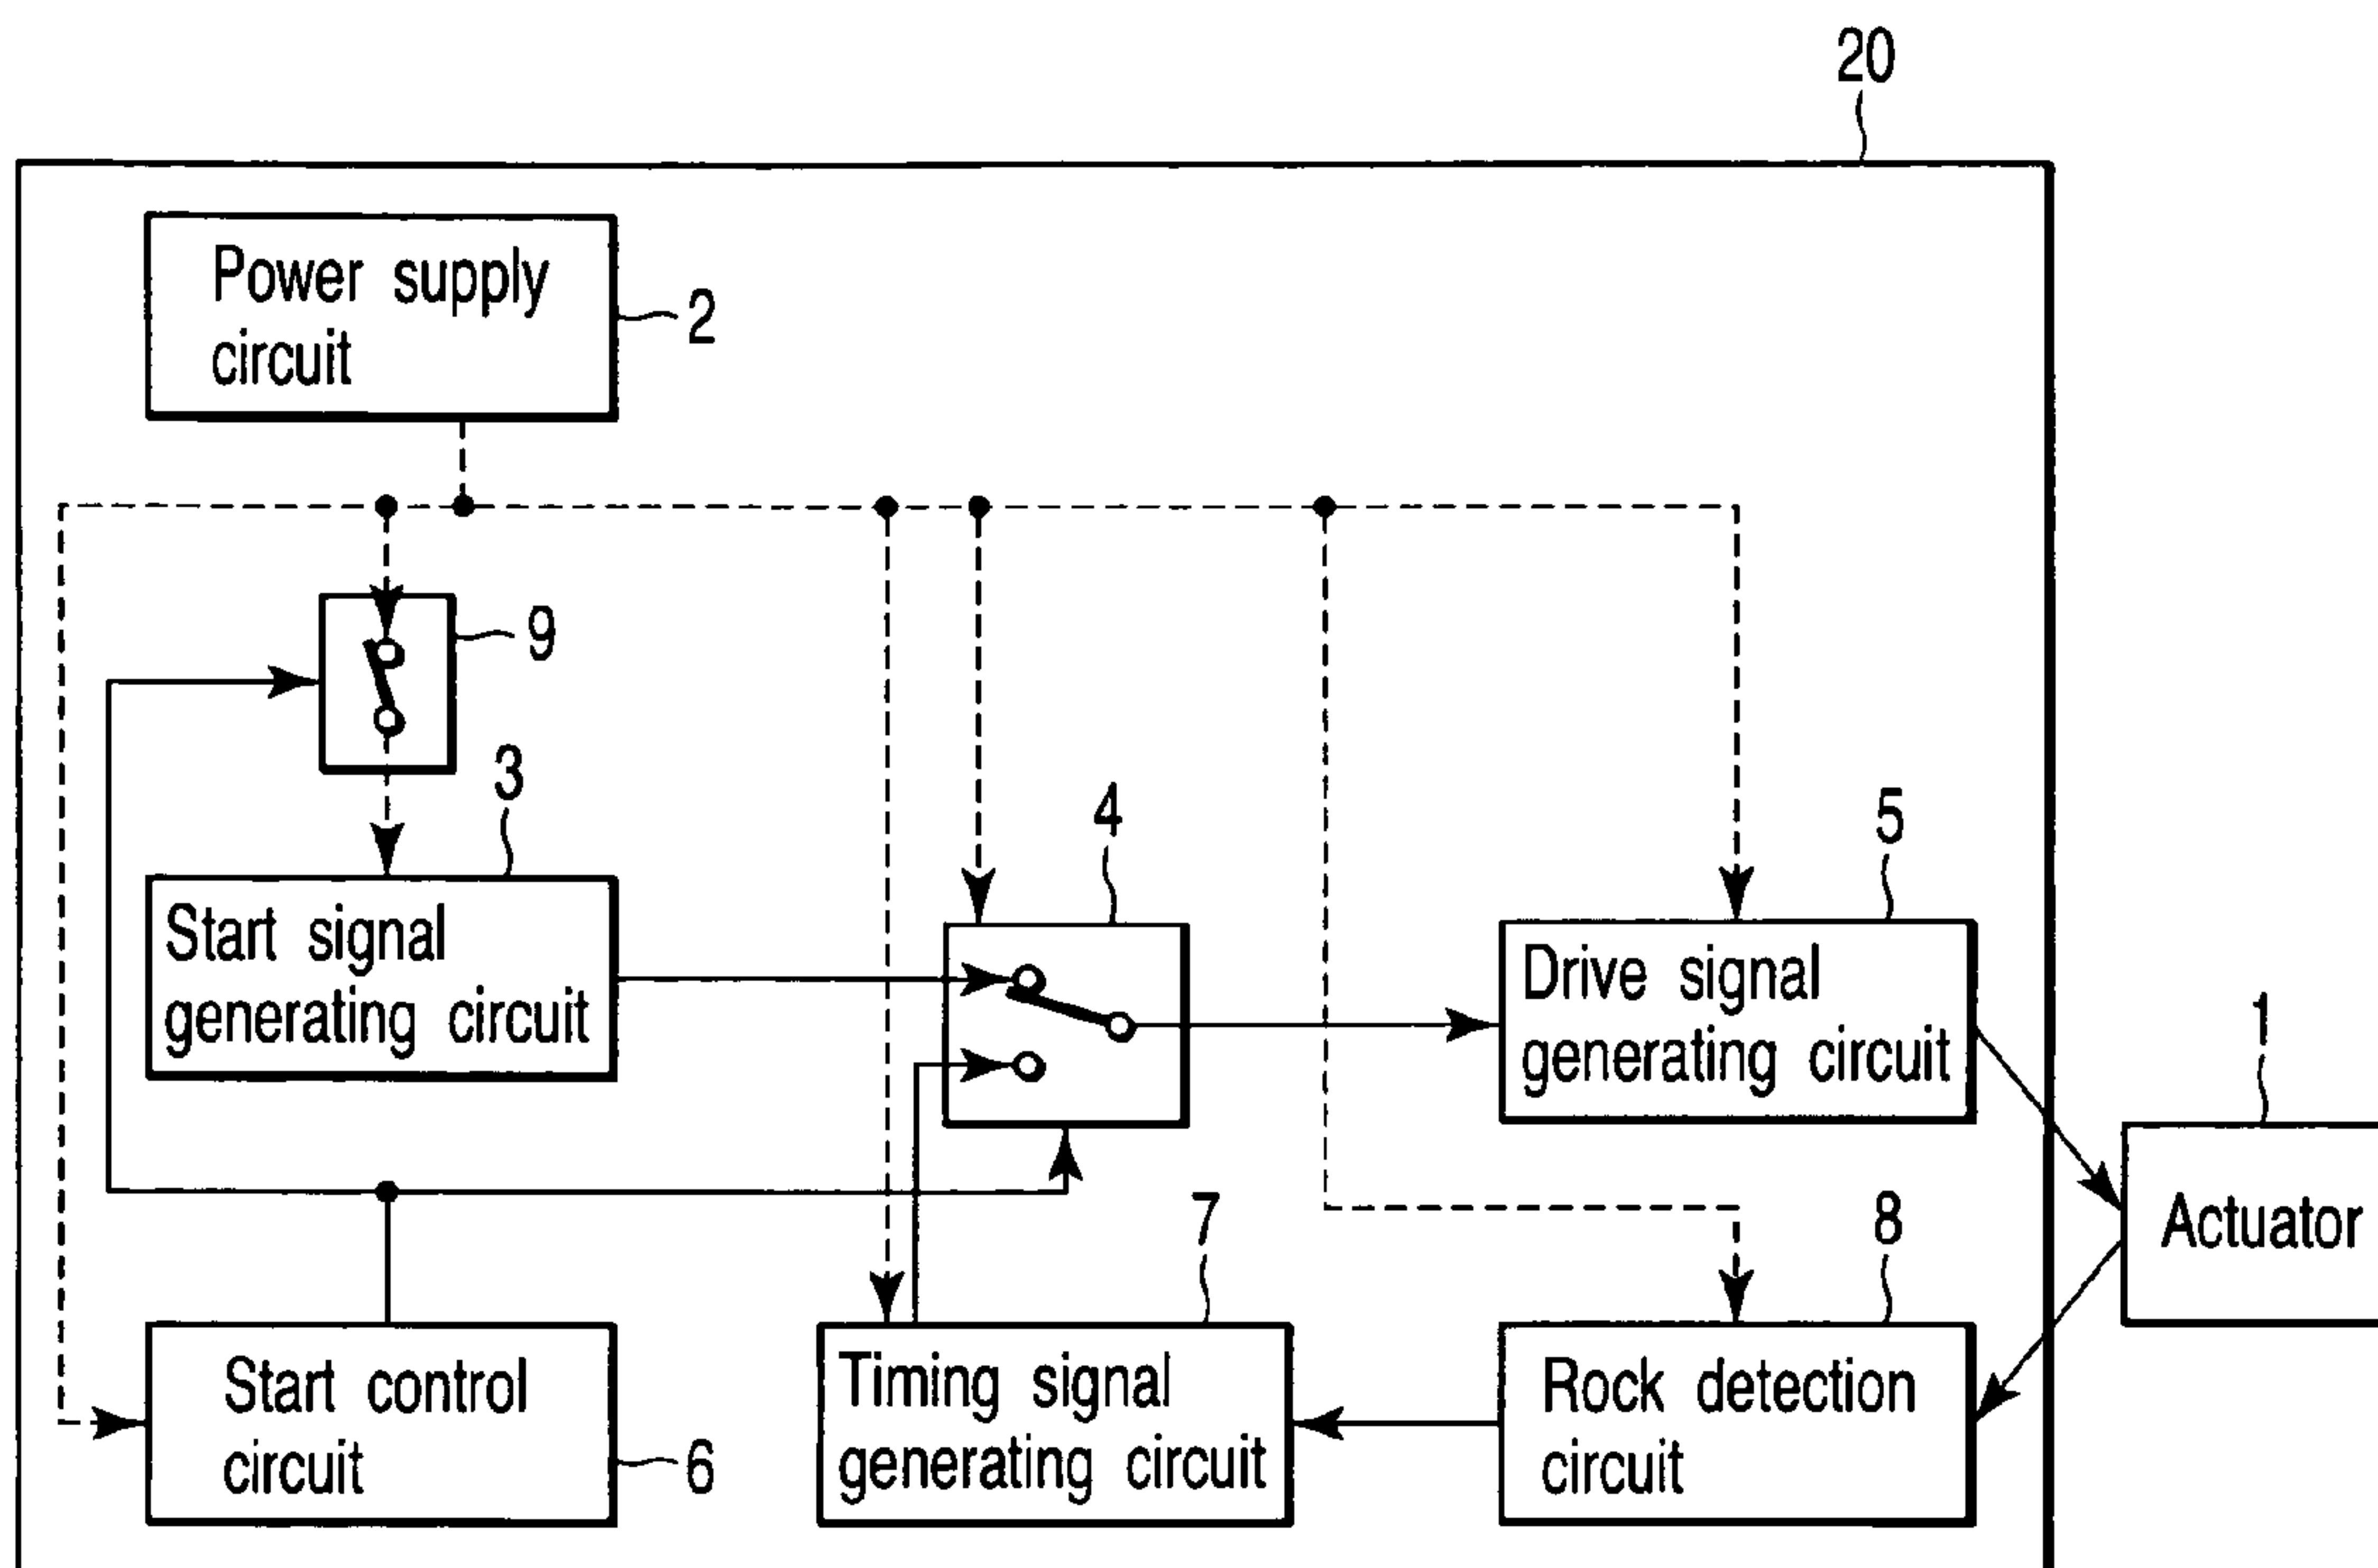 20
Power supply
circuit
2
9
3
Start signal
generating circuit
4
5
Drive signal
generating circuit
1
Actuator
7
8
Start control
circuit
6
Timing signal
generating circuit
Rock detection
circuit